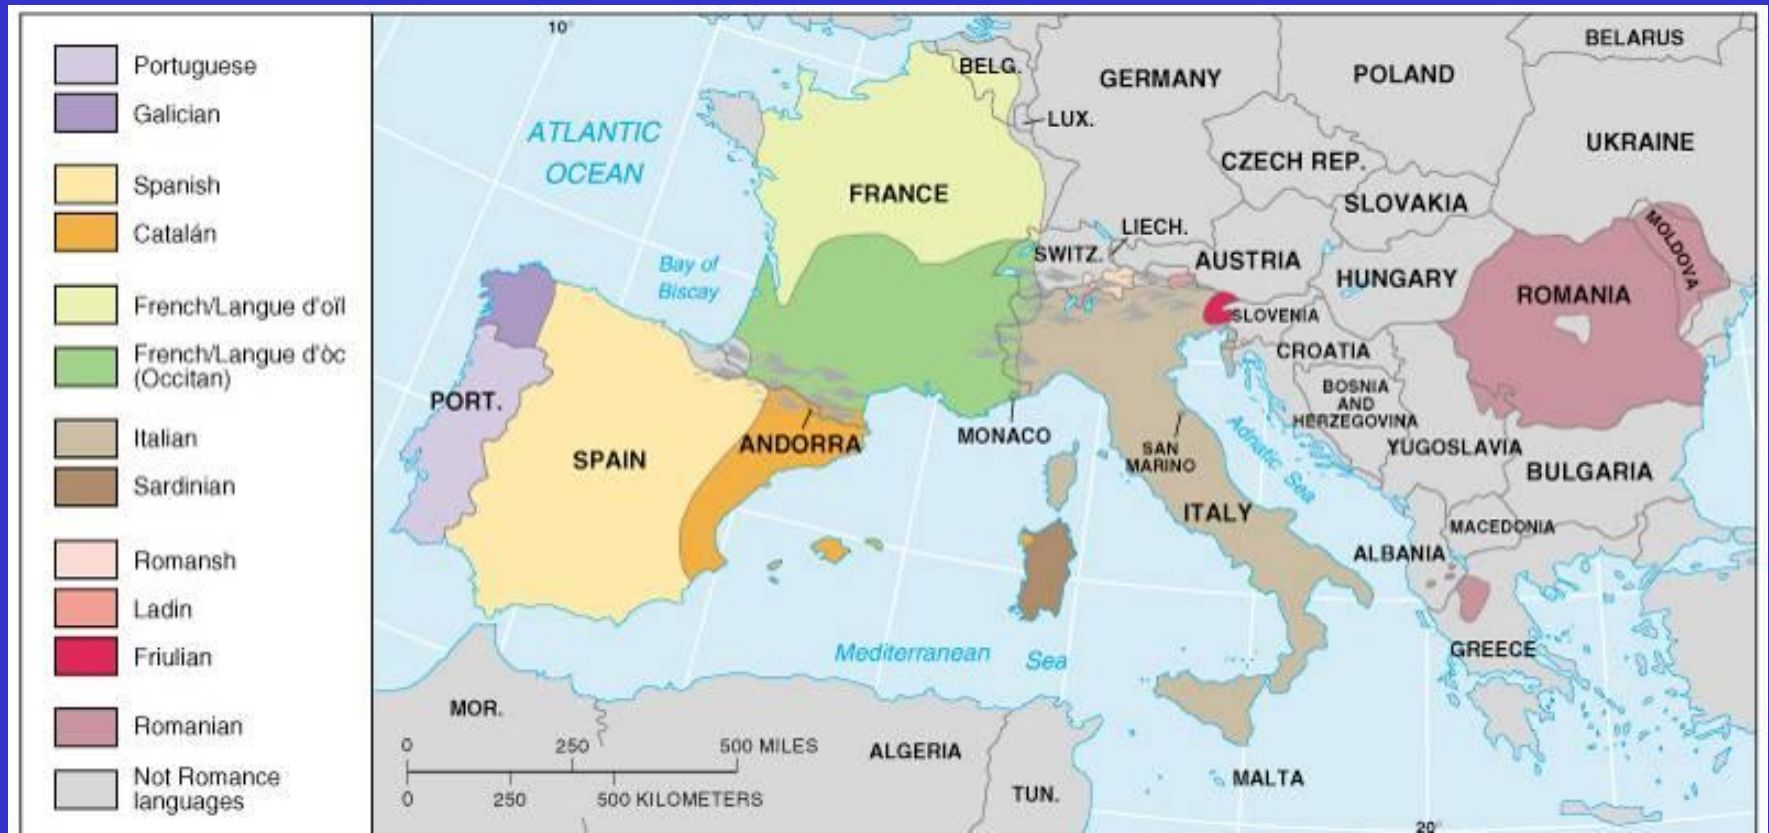 Portuguese
Galician
Spanish
Catalán
French/Langue d'oïl
French/Langue d'òc
(Occitan)
Italian
Sardinian
Romansh
Ladin
Friulian
Romanian
Not Romance
languages
10°
ATLANTIC
OCEAN
Bay of
Biscay
BELG.
LUX.
GERMANY
POLAND
BELARUS
UKRAINE
CZECH REP.
SLOVAKIA
FRANCE
LIECH.
SWITZ.
AUSTRIA
HUNGARY
MOLDOVA
ROMANIA
SLOVENIA
CROATIA
BOSNIA
AND
HERZEGOVINA
YUGOSLAVIA
BULGARIA
PORT.
SPAIN
ANDORRA
MONACO
SAN
MARINO
Adriatic Sea
ITALY
MACEDONIA
ALBANIA
GREECE
Mediterranean Sea
MOR.
ALGERIA
TUN.
MALTA
0 250 500 MILES
0 250 500 KILOMETERS
20°